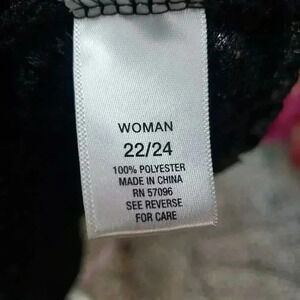 WOMAN
22/24
100% POLYESTER
MADE IN CHINA
RN 57096
SEE REVERSE
FOR CARE